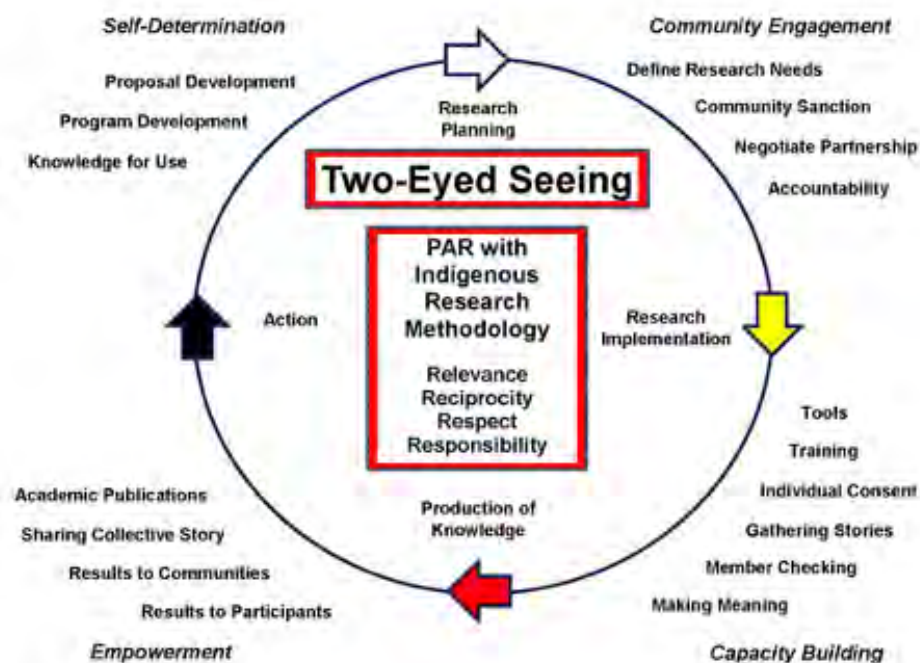 Self-Determination
Proposal Development
Program Development
Knowledge for Use
Research
Planning
Community Engagement
Define Research Needs
Community Sanction
Negotiate Partnership
Accountability
Two-Eyed Seeing
PAR with
Indigenous
Research
Methodology
Relevance
Reciprocity
Respect
Responsibility
Action
Research
Implementation
Tools
Training
Individual Consent
Gathering Stories
Member Checking
Making Meaning
Capacity Building
Production of
Knowledge
Academic Publications
Sharing Collective Story
Results to Communities
Results to Participants
Empowerment